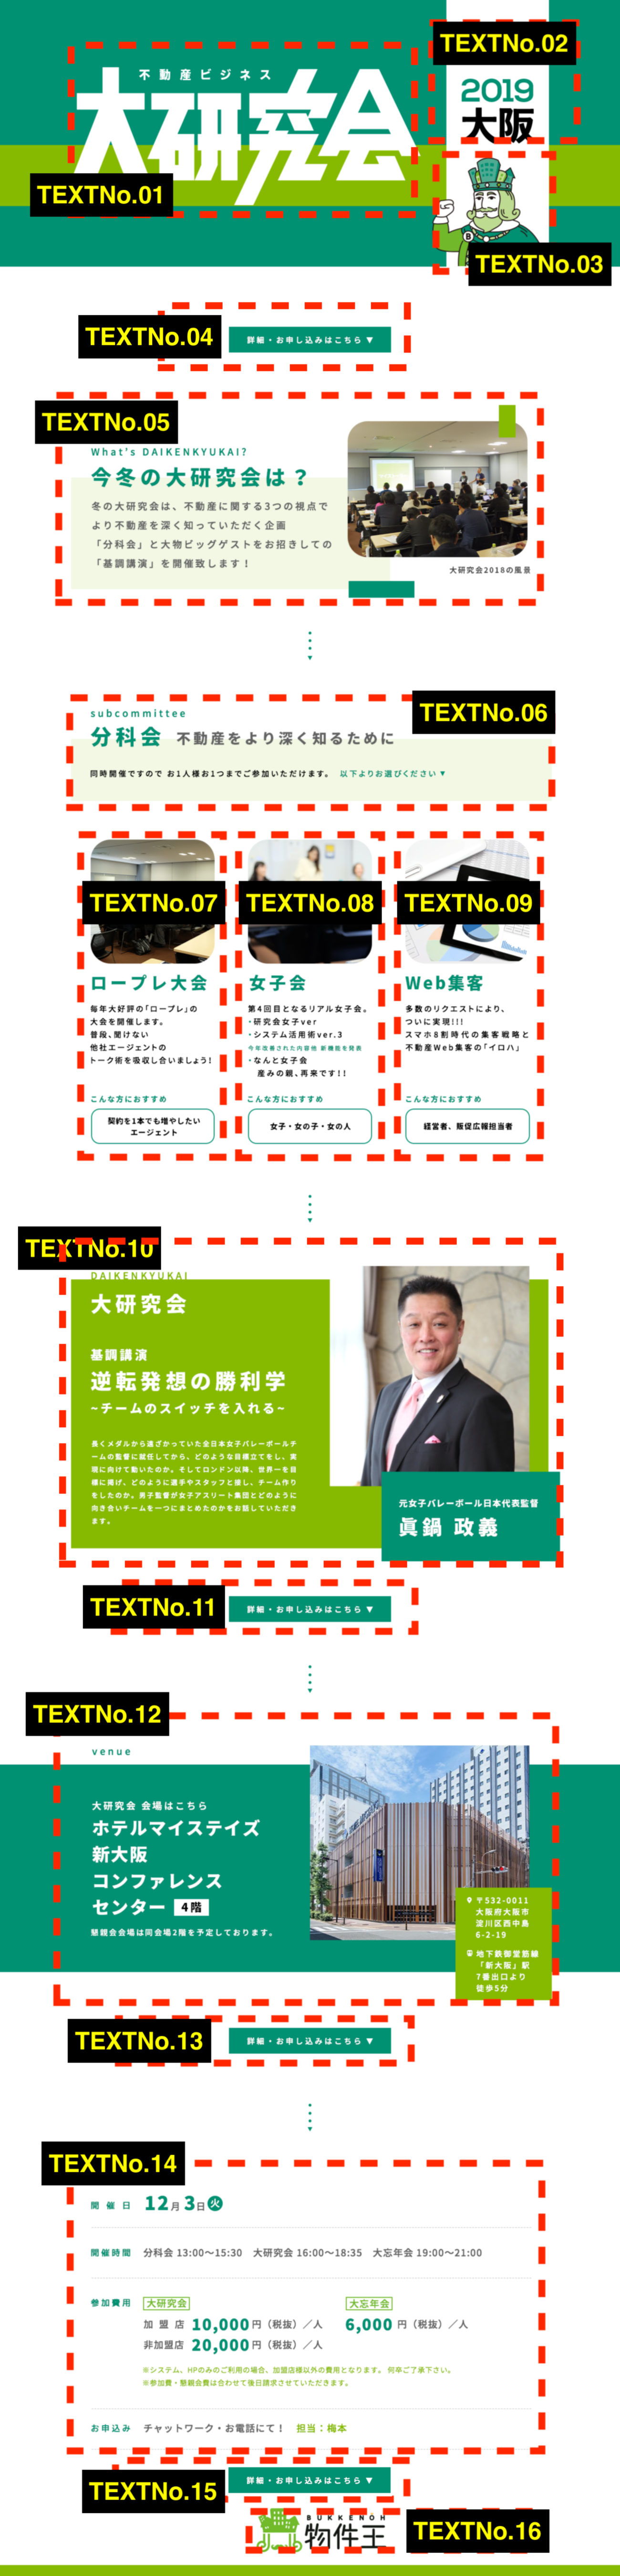 TEXTNo.02
不動産ビジネス
大研究会
2019
大阪
TEXTNo.01
B
TEXTNo.03
TEXTNo.04
詳細・お申し込みはこちら ▼
TEXTNo.05
What's DAIKENKYUKAI?
今冬の大研究会は？
冬の大研究会は、不動産に関する3つの視点で
より不動産を深く知っていただく企画
「分科会」と大物ビッグゲストをお招きしての
「基調講演」を開催致します！
大研究会2018の風景
TEXTNo.06
subcommittee
分科会 不動産をより深く知るために
同時開催ですので お1人様お1つまでご参加いただけます。 以下よりお選びください ▼
TEXTNo.07
TEXTNo.08
TEXTNo.09
ロープレ大会
毎年大好評の「ロープレ」の
大会を開催します。
普段、聞けない
他社エージェントの
トーク術を吸収し合いましょう！
こんな方におすすめ
契約を1本でも増やしたい
エージェント
女子会
第4回目となるリアル女子会。
・研究会女子ver
・システム活用術ver.3
今年改善された内容他 新機能を発表
・なんと女子会
産みの親、再来です！！
こんな方におすすめ
女子・女の子・女の人
Web集客
多数のリクエストにより、
ついに実現！！！
スマホ8割時代の集客戦略と
不動産Web集客の「イロハ」
こんな方におすすめ
経営者、販促広報担当者
TEXTNo.10
DAIKENKYUKAI
大研究会
基調講演
逆転発想の勝利学
~チームのスイッチを入れる~
長くメダルから遠ざかっていた全日本女子バレーボールチ
ームの監督に就任してから、どのような目標立てをし、実
現に向けて動いたのか。そしてロンドン以降、世界一を目
標に掲げ、どのように選手やスタッフと接し、チーム作り
をしたのか。男子監督が女子アスリート集団とどのように
向き合いチームを一つにまとめたのかをお話していただき
ます。
元女子バレーボール日本代表監督
眞鍋 政義
TEXTNo.11
詳細・お申し込みはこちら ▼
TEXTNo.12
venue
大研究会 会場はこちら
ホテルマイステイズ
新大阪
コンファレンス
センター 4階
懇親会会場は同会場2階を予定しております。
〒532-0011
大阪府大阪市
淀川区西中島
6-2-19
地下鉄御堂筋線
「新大阪」駅
7番出口より
徒歩5分
TEXTNo.13
詳細・お申し込みはこちら ▼
TEXTNo.14
開催日 12月3日火
開催時間 分科会 13:00〜15:30 大研究会 16:00〜18:35 大忘年会 19:00〜21:00
参加費用 大研究会 大忘年会
加盟店 10,000円（税抜）／人 6,000円（税抜）／人
非加盟店 20,000円（税抜）／人
※システム、HPのみのご利用の場合、加盟店様以外の費用となります。 何卒ご了承下さい。
※参加費・懇親会費は合わせて後日請求させていただきます。
お申込み チャットワーク・お電話にて！ 担当：梅本
TEXTNo.15
詳細・お申し込みはこちら ▼
BUKKENOH
物件王
TEXTNo.16